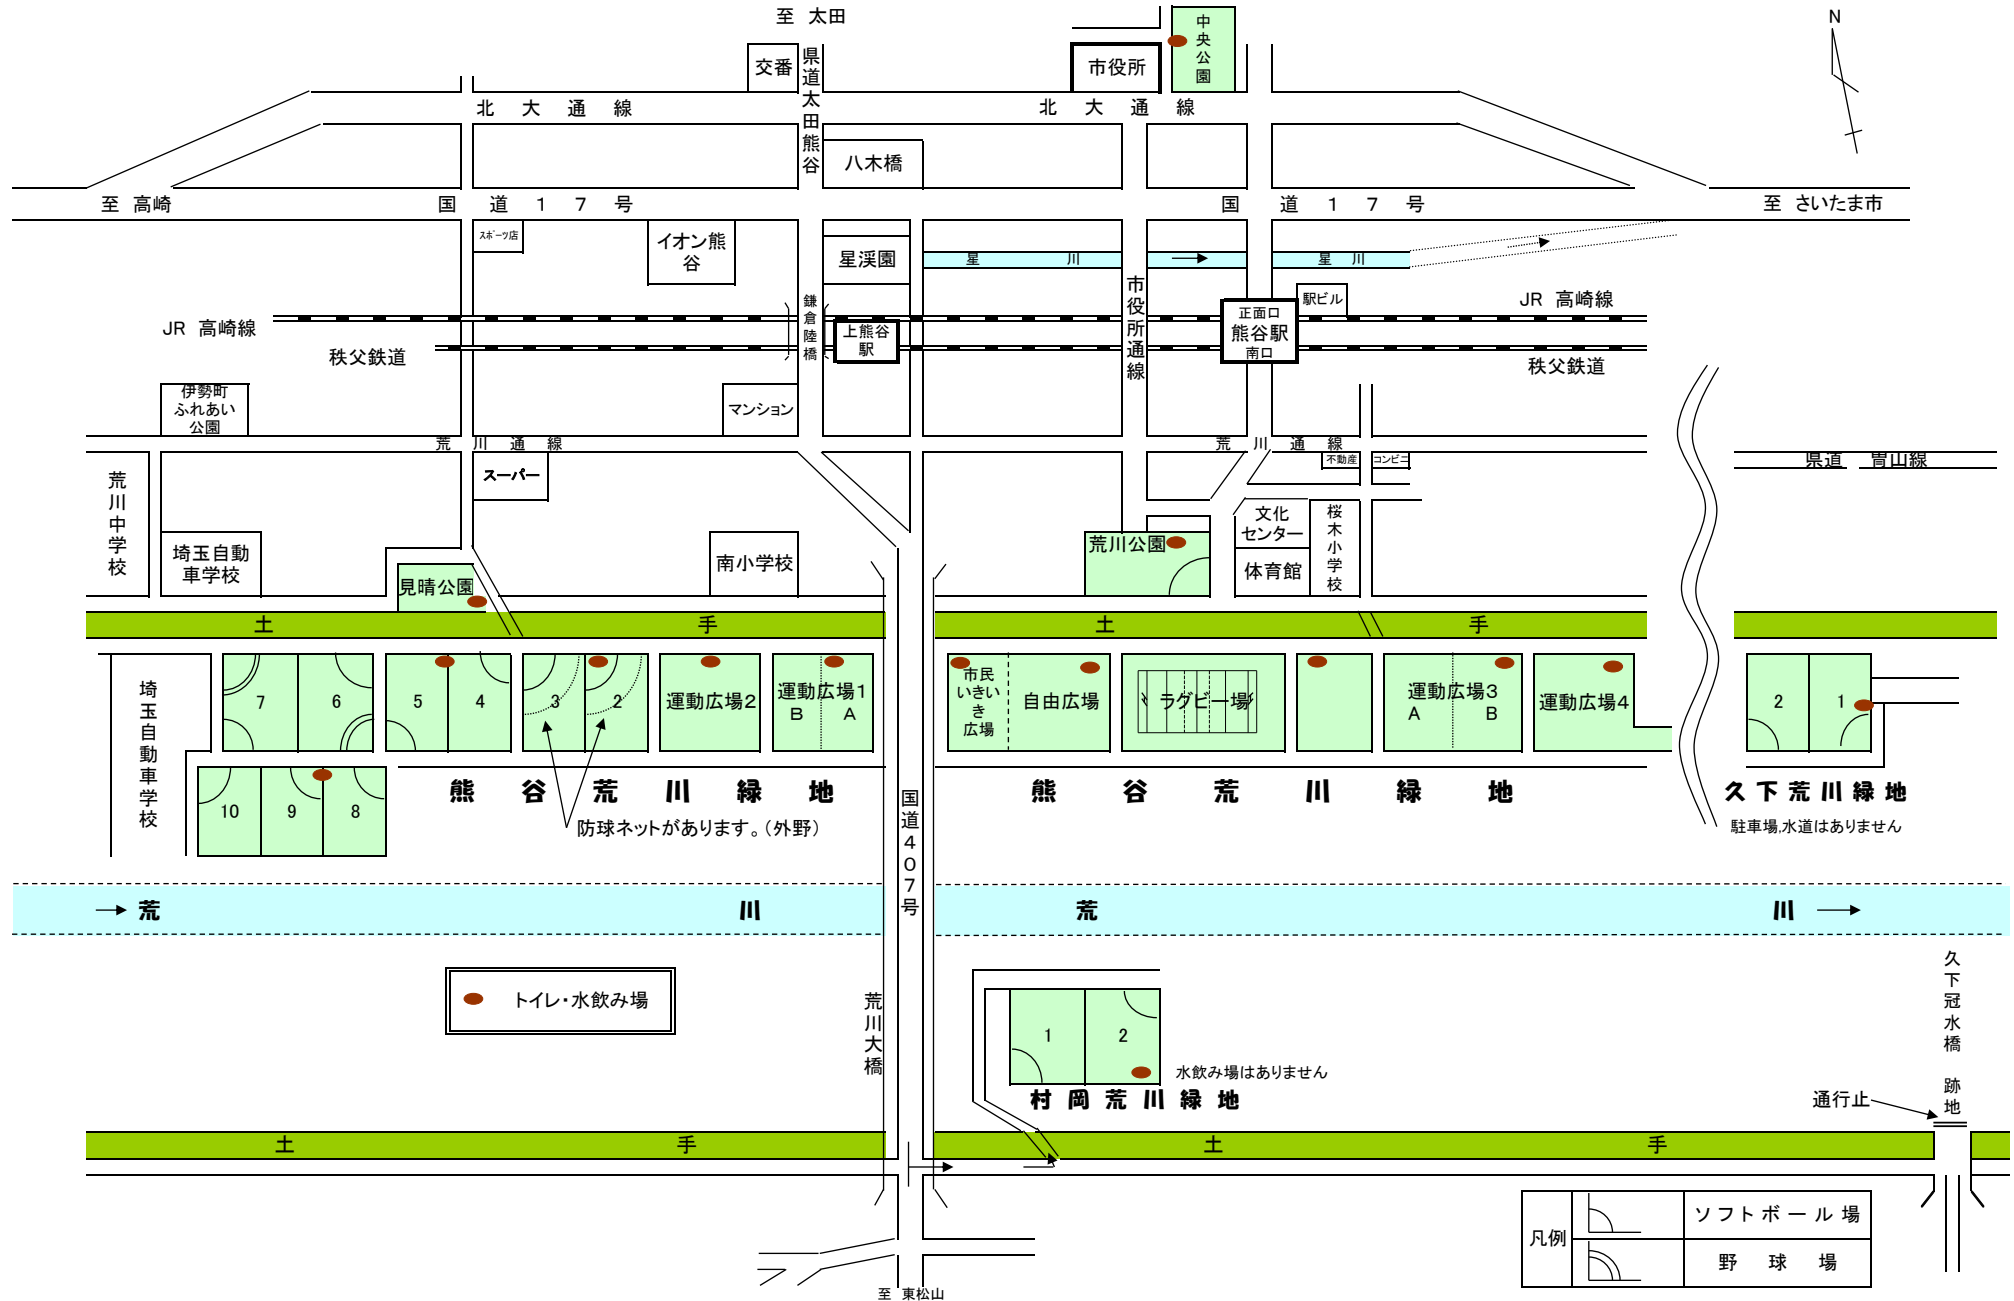 至 太田
中央公園
N
交番
県道太田熊谷
市役所
北大通線
北大通線
八木橋
至 高崎
国道17号
国道17号
至 さいたま市
スポーツ店
イオン熊谷
星渓園
星川
星川
市役所通線
鎌倉陸橋
駅ビル
JR 高崎線
JR 高崎線
正面口
熊谷駅
南口
上熊谷駅
秩父鉄道
秩父鉄道
伊勢町
ふれあい
公園
マンション
荒川通線
荒川通線
不動産
コンビニ
県道 冑山線
スーパー
荒川中学校
埼玉自動
車学校
南小学校
見晴公園
荒川公園
文化
センター
体育館
桜木小学校
土手
土手
埼玉自動車学校
7
6
5
4
3
2
運動広場2
運動広場1
B A
市民
いきい
き
広場
自由広場
ラグビー場
運動広場3
A B
運動広場4
2
1
10
9
8
熊谷荒川緑地
熊谷荒川緑地
久下荒川緑地
防球ネットがあります。(外野)
駐車場,水道はありません
国道407号
→ 荒川
荒川 →
トイレ・水飲み場
荒川大橋
1
2
水飲み場はありません
村岡荒川緑地
久下冠水橋 跡地
通行止
土手
土手
凡例
ソフトボール場
野球場
至 東松山